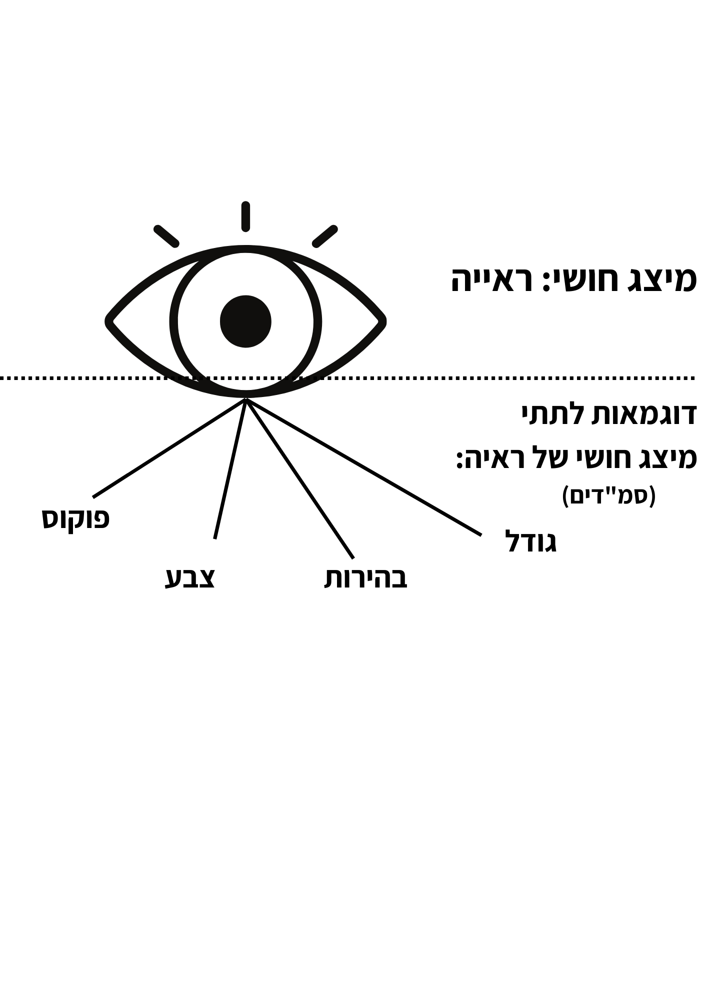 מיצג חושי: ראייה
דוגמאות לתתי
מיצג חושי של ראיה:
(סמ"דים)
גודל
בהירות
צבע
פוקוס